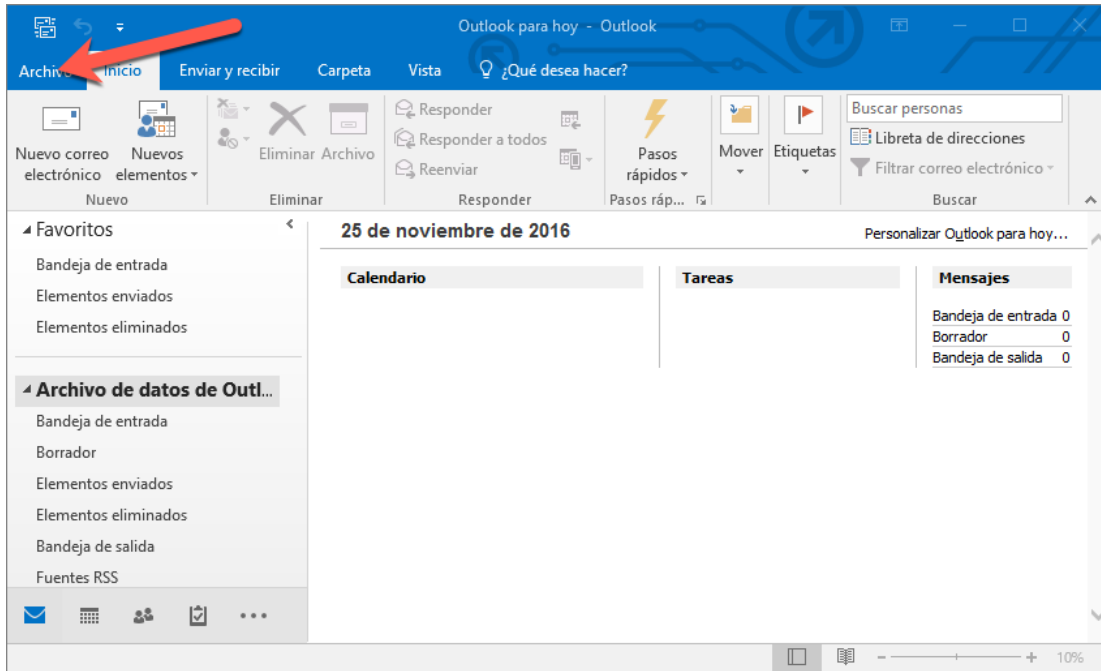 Outlook para hoy - Outlook
Archivo Inicio Enviar y recibir Carpeta Vista ¿Qué desea hacer?
Nuevo correo electrónico
Nuevos elementos
Nuevo
Eliminar
Archivo
Eliminar
Responder
Responder a todos
Reenviar
Responder
Pasos rápidos
Pasos ráp...
Mover
Etiquetas
Buscar personas
Libreta de direcciones
Filtrar correo electrónico
Buscar
Favoritos
Bandeja de entrada
Elementos enviados
Elementos eliminados
Archivo de datos de Outl...
Bandeja de entrada
Borrador
Elementos enviados
Elementos eliminados
Bandeja de salida
Fuentes RSS
25 de noviembre de 2016
Personalizar Outlook para hoy...
Calendario
Tareas
Mensajes
Bandeja de entrada 0
Borrador 0
Bandeja de salida 0
10%